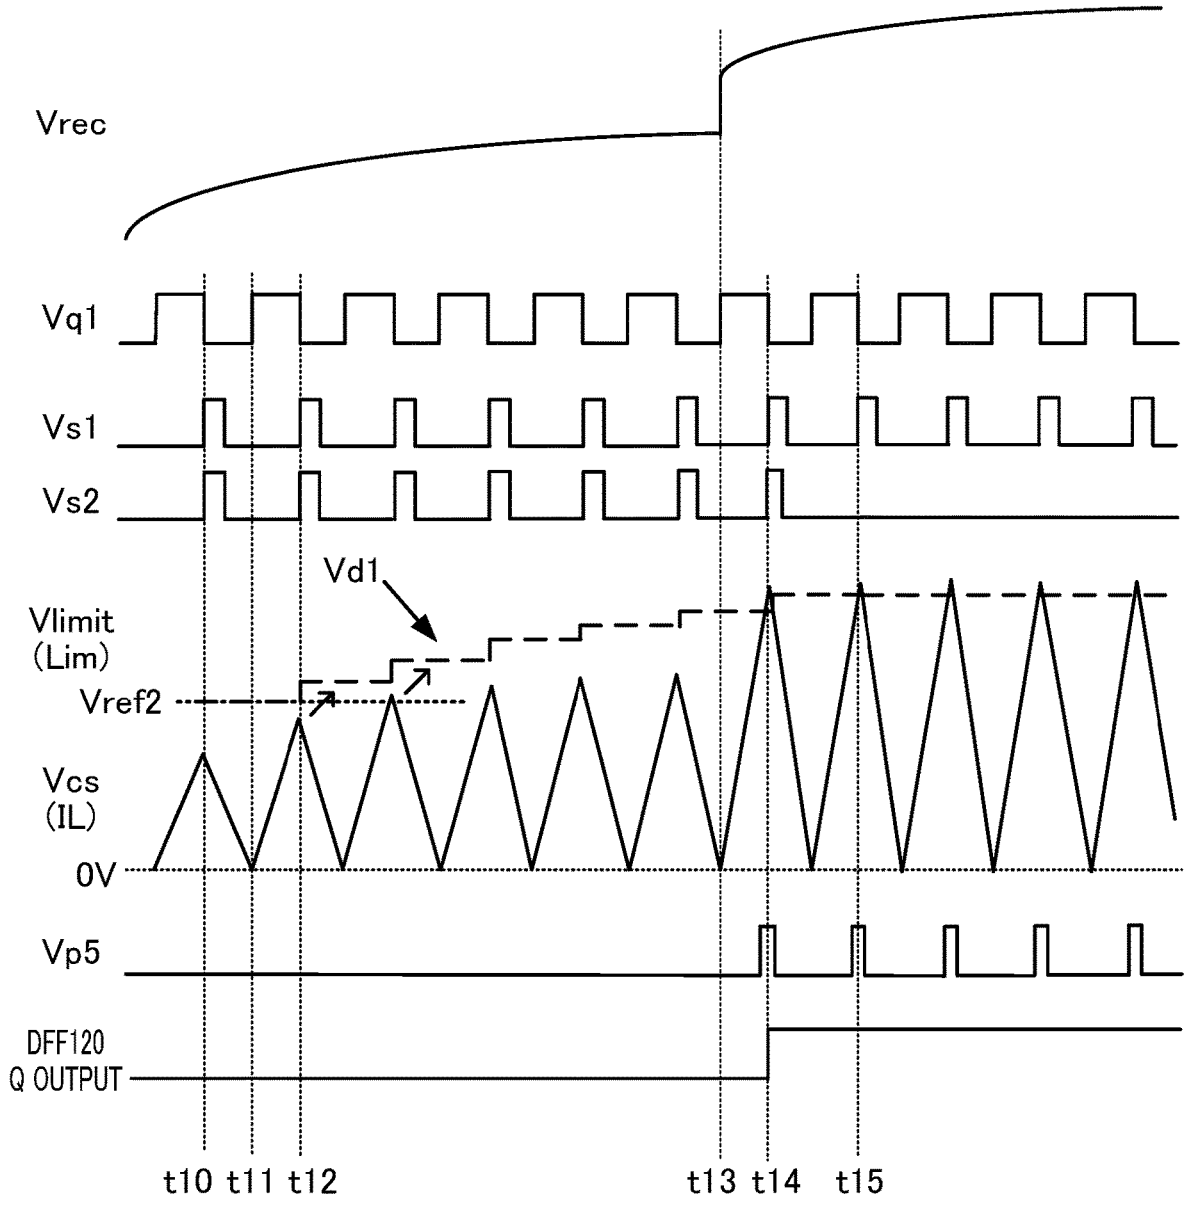 Vrec
Vq1
Vs1
Vs2
Vd1
Vlimit
(Lim)
Vref2
Vcs
(IL)
0V
Vp5
DFF120
Q OUTPUT
t10 t11 t12 t13 t14 t15